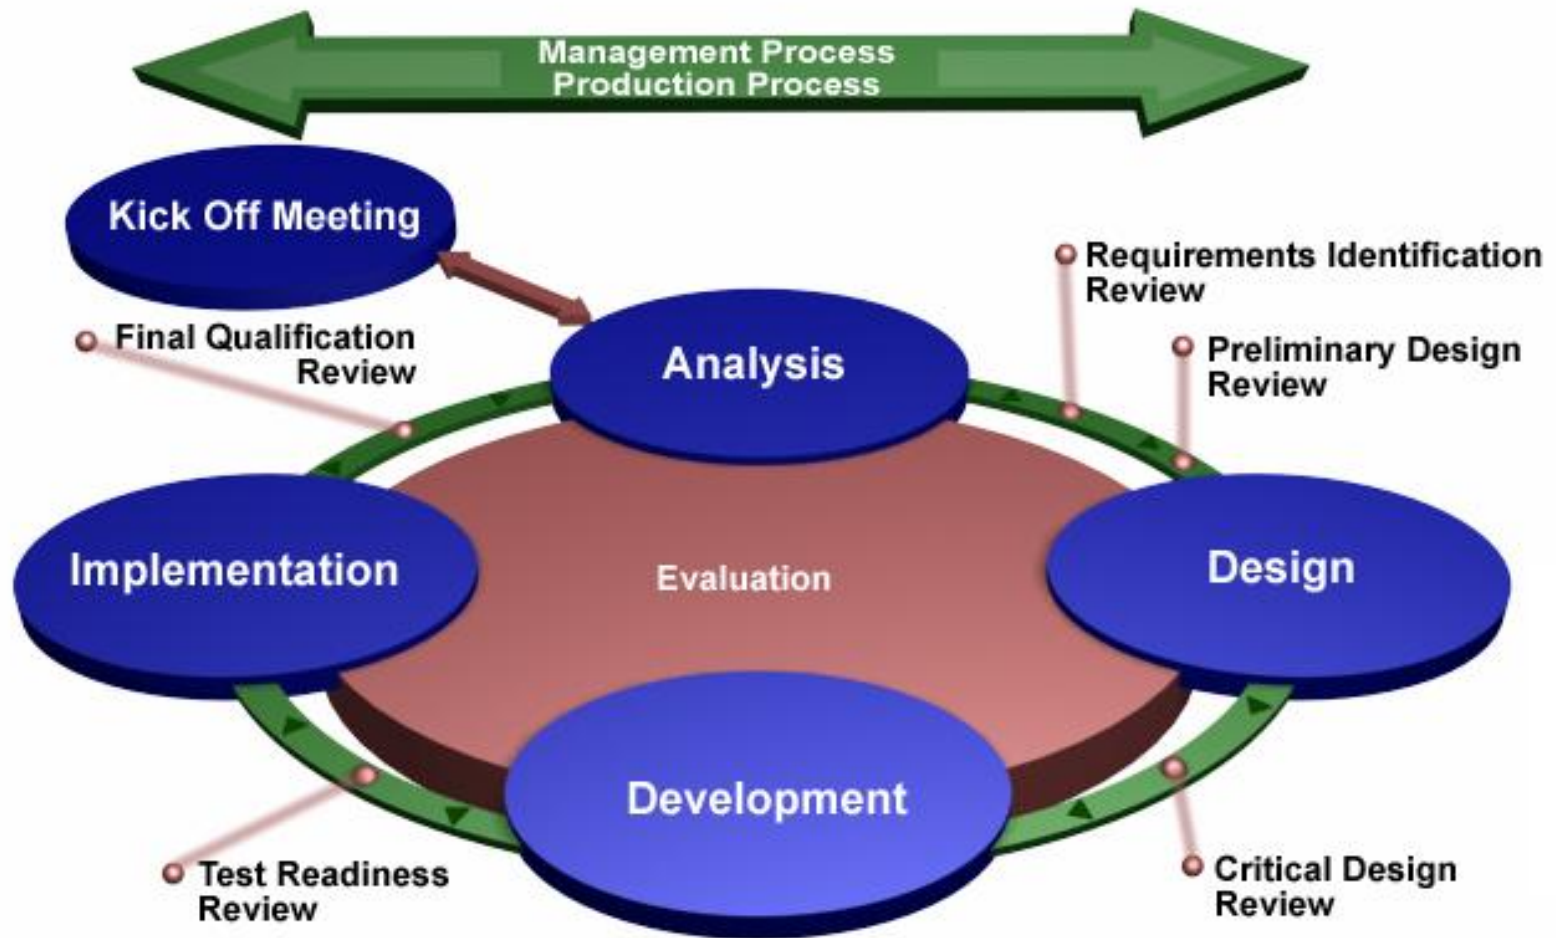 Management Process
Production Process
Kick Off Meeting
Requirements Identification
Review
Final Qualification
Review
Preliminary Design
Review
Analysis
Implementation
Evaluation
Design
Development
Test Readiness
Review
Critical Design
Review